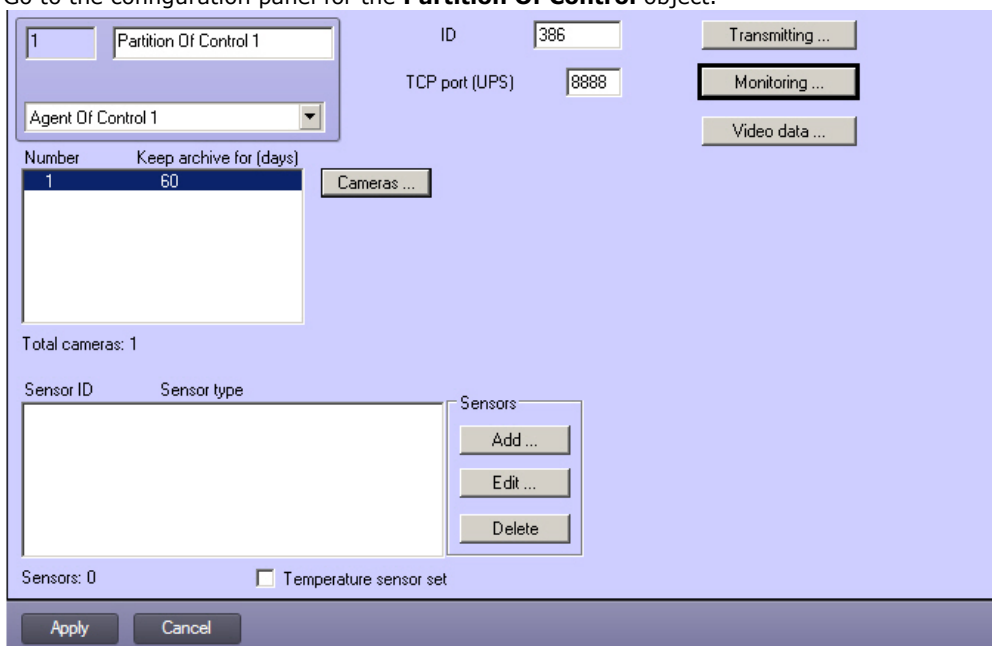 Go to the configuration panel for the Partition Of Control object.
1 Partition Of Control 1 ID 386 Transmitting ...
TCP port (UPS) 8888 Monitoring ...
Agent Of Control 1 Video data ...
Number Keep archive for (days)
1 60 Cameras ...
Total cameras: 1
Sensor ID Sensor type
Sensors
Add ...
Edit ...
Delete
Sensors: 0 Temperature sensor set
Apply Cancel